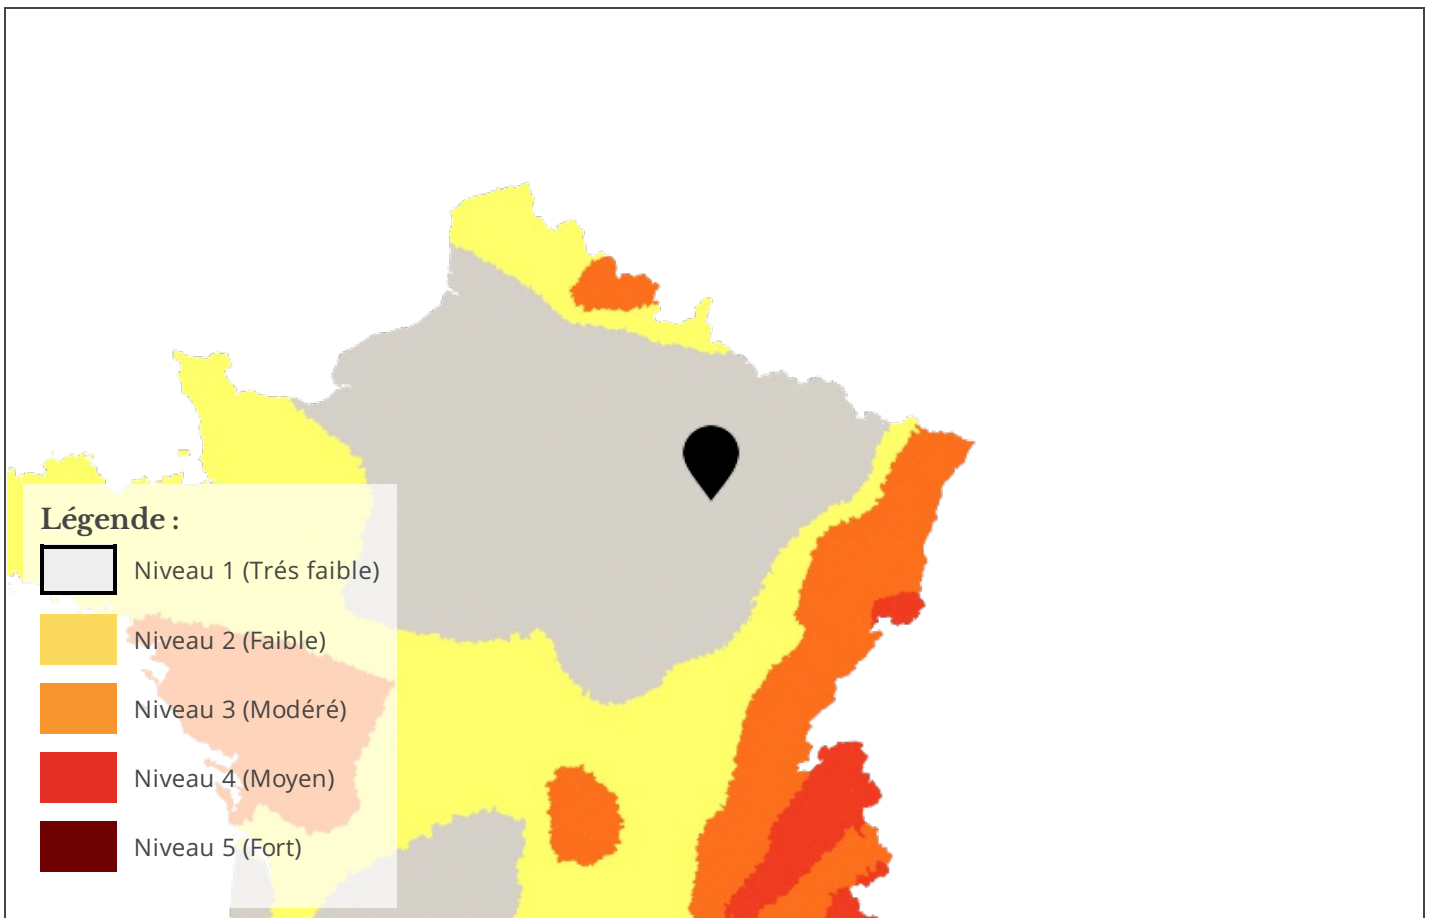 Légende :
Niveau 1 (Trés faible)
Niveau 2 (Faible)
Niveau 3 (Modéré)
Niveau 4 (Moyen)
Niveau 5 (Fort)